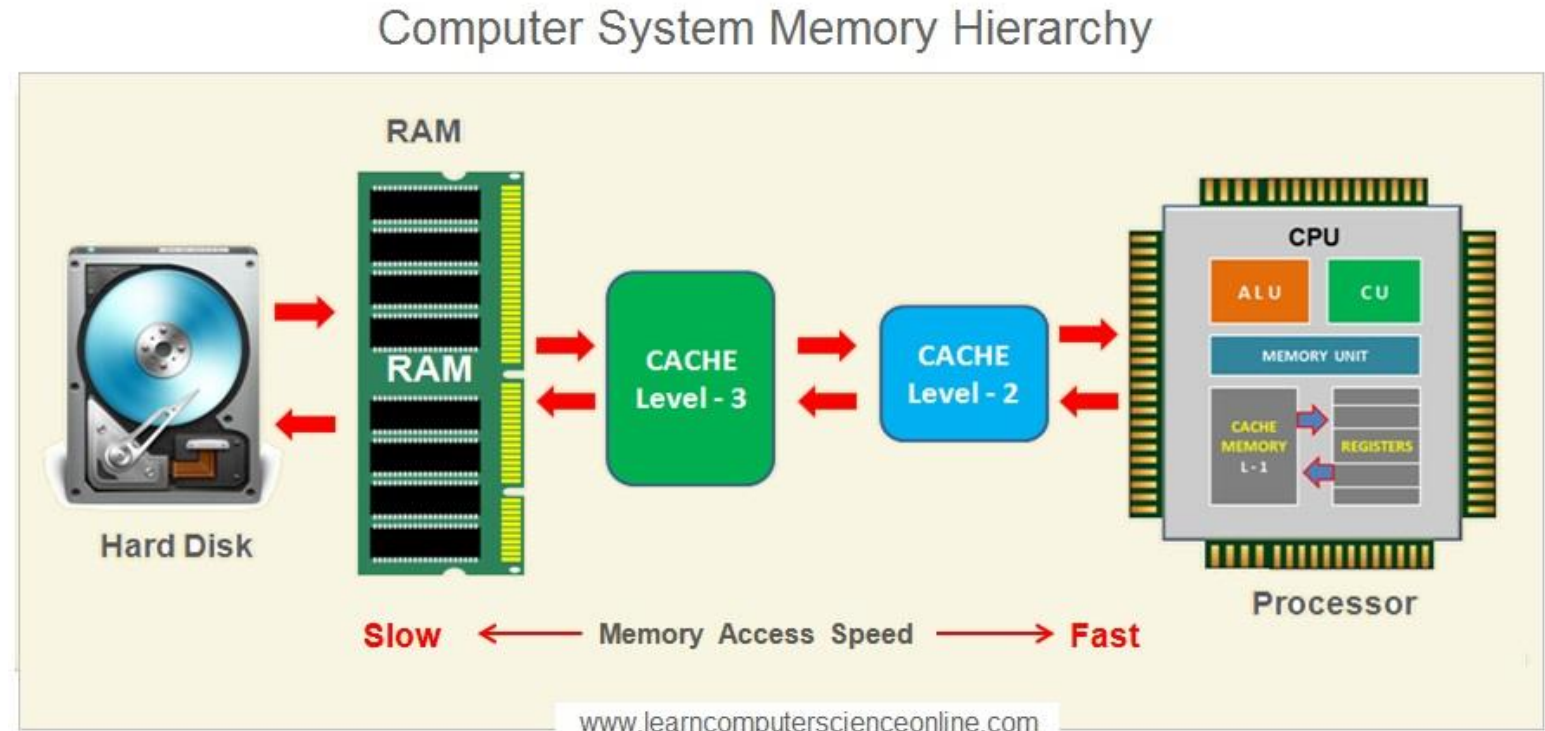 Computer System Memory Hierarchy
RAM
RAM
Hard Disk
CACHE
Level - 3
CACHE
Level - 2
CPU
ALU
CU
MEMORY UNIT
CACHE
MEMORY
L - 1
REGISTERS
Processor
Slow
Memory Access Speed
Fast
www.learncomputerscienceonline.com